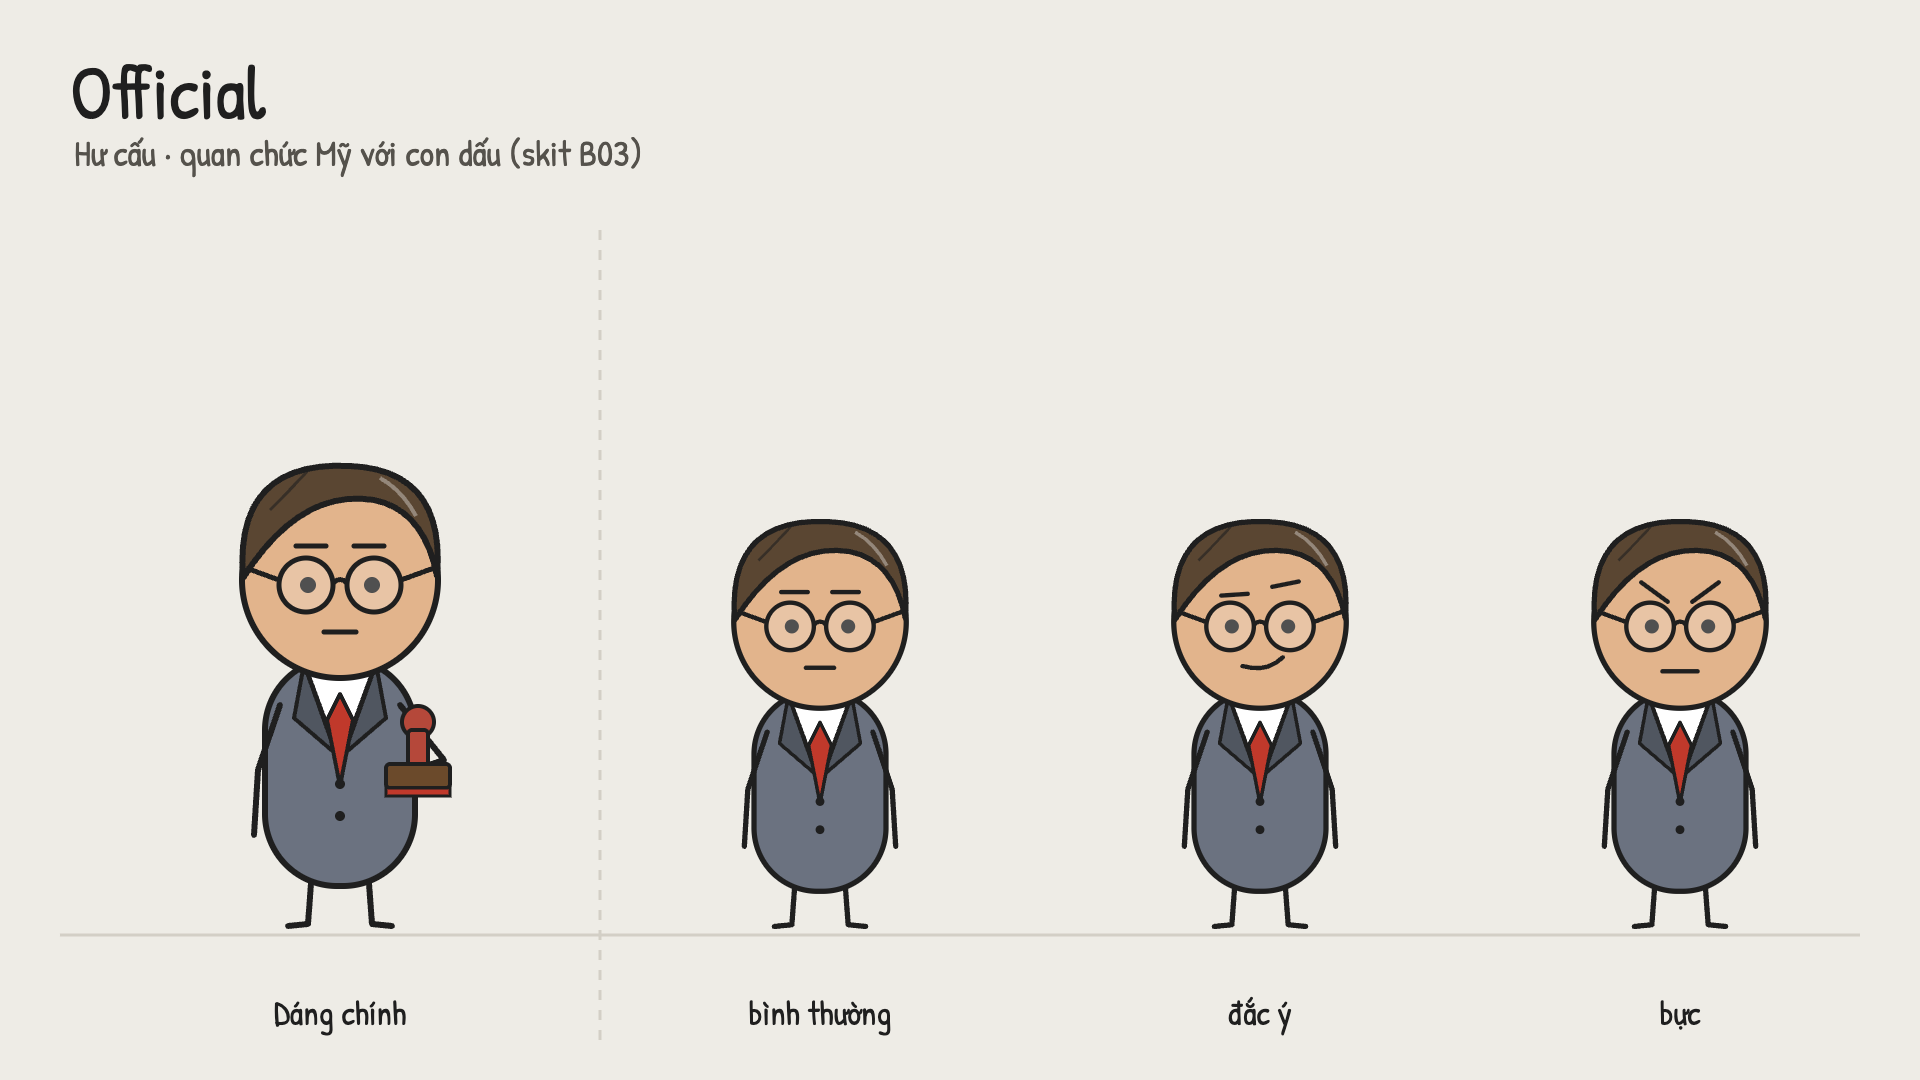 Official
Hư cấu · quan chức Mỹ với con dấu (skit B03)
Dáng chính
bình thường
đắc ý
bực